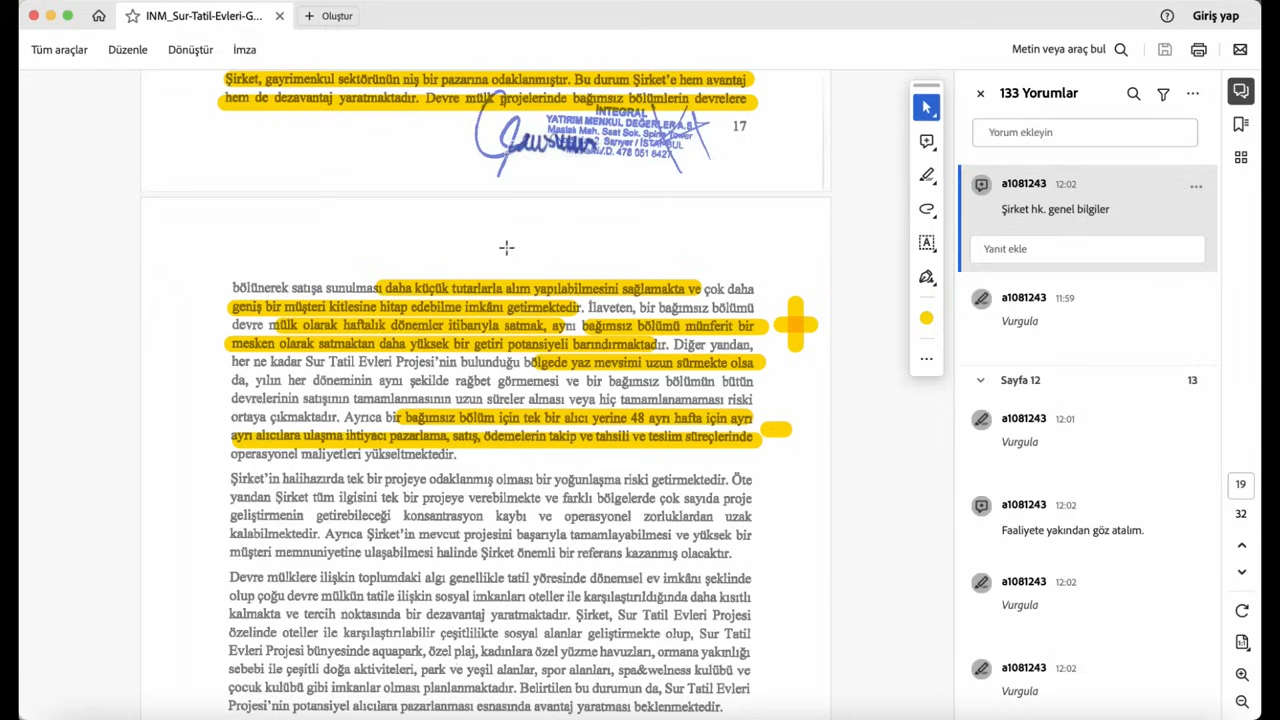 INM_Sur-Tatil-Evleri-G...
Oluştur
Giriş yap
Tüm araçlar
Düzenle
Dönüştür
İmza
Metin veya araç bul
Şirket, gayrimenkul sektörünün niş bir pazarına odaklanmıştır. Bu durum Şirket'e hem avantaj
hem de dezavantaj yaratmaktadır. Devre mülk projelerinde bağımsız bölümlerin devrelere
İNTEGRAL
YATIRIM MENKUL DEĞERLER A.Ş.
Maslak Mah. Saat Sok. Spine Tower
Sarıyer / İSTANBUL
V.D. 478 051 6427
17
bölünerek satışa sunulması daha küçük tutarlarla alım yapılabilmesini sağlamakta ve çok daha
geniş bir müşteri kitlesine hitap edebilme imkânı getirmektedir. İlaveten, bir bağımsız bölümü
devre mülk olarak haftalık dönemler itibarıyla satmak, aynı bağımsız bölümü münferit bir
mesken olarak satmaktan daha yüksek bir getiri potansiyeli barındırmaktadır. Diğer yandan,
her ne kadar Sur Tatil Evleri Projesi'nin bulunduğu bölgede yaz mevsimi uzun sürmekte olsa
da, yılın her döneminin aynı şekilde rağbet görmemesi ve bir bağımsız bölümün bütün
devrelerinin satışının tamamlanmasının uzun süreler alması veya hiç tamamlanamaması riski
ortaya çıkmaktadır. Ayrıca bir bağımsız bölüm için tek bir alıcı yerine 48 ayrı hafta için ayrı
ayrı alıcılara ulaşma ihtiyacı pazarlama, satış, ödemelerin takip ve tahsili ve teslim süreçlerinde
operasyonel maliyetleri yükseltmektedir.
Şirket'in halihazırda tek bir projeye odaklanmış olması bir yoğunlaşma riski getirmektedir. Öte
yandan Şirket tüm ilgisini tek bir projeye verebilmekte ve farklı bölgelerde çok sayıda proje
geliştirmenin getirebileceği konsantrasyon kaybı ve operasyonel zorluklardan uzak
kalabilmektedir. Ayrıca Şirket'in mevcut projesini başarıyla tamamlayabilmesi ve yüksek bir
müşteri memnuniyetine ulaşabilmesi halinde Şirket önemli bir referans kazanmış olacaktır.
Devre mülklere ilişkin toplumdaki algı genellikle tatil yöresinde dönemsel ev imkânı şeklinde
olup çoğu devre mülkün tatile ilişkin sosyal imkanları oteller ile karşılaştırıldığında daha kısıtlı
kalmakta ve tercih noktasında bir dezavantaj yaratmaktadır. Şirket, Sur Tatil Evleri Projesi
özelinde oteller ile karşılaştırılabilir çeşitlilikte sosyal alanlar geliştirmekte olup, Sur Tatil
Evleri Projesi bünyesinde aquapark, özel plaj, kadınlara özel yüzme havuzları, ormana yakınlığı
sebebi ile çeşitli doğa aktiviteleri, park ve yeşil alanlar, spor alanları, spa&welness kulübü ve
çocuk kulübü gibi imkanlar olması planlanmaktadır. Belirtilen bu durumun da, Sur Tatil Evleri
Projesi'nin potansiyel alıcılara pazarlanması esnasında avantaj yaratması beklenmektedir.
133 Yorumlar
Yorum ekleyin
a1081243 12:02
Şirket hk. genel bilgiler
Yanıt ekle
a1081243 11:59
Vurgula
Sayfa 12 13
a1081243 12:01
Vurgula
a1081243 12:02
Faaliyete yakından göz atalım.
a1081243 12:02
Vurgula
a1081243 12:02
Vurgula
19
32
1:1